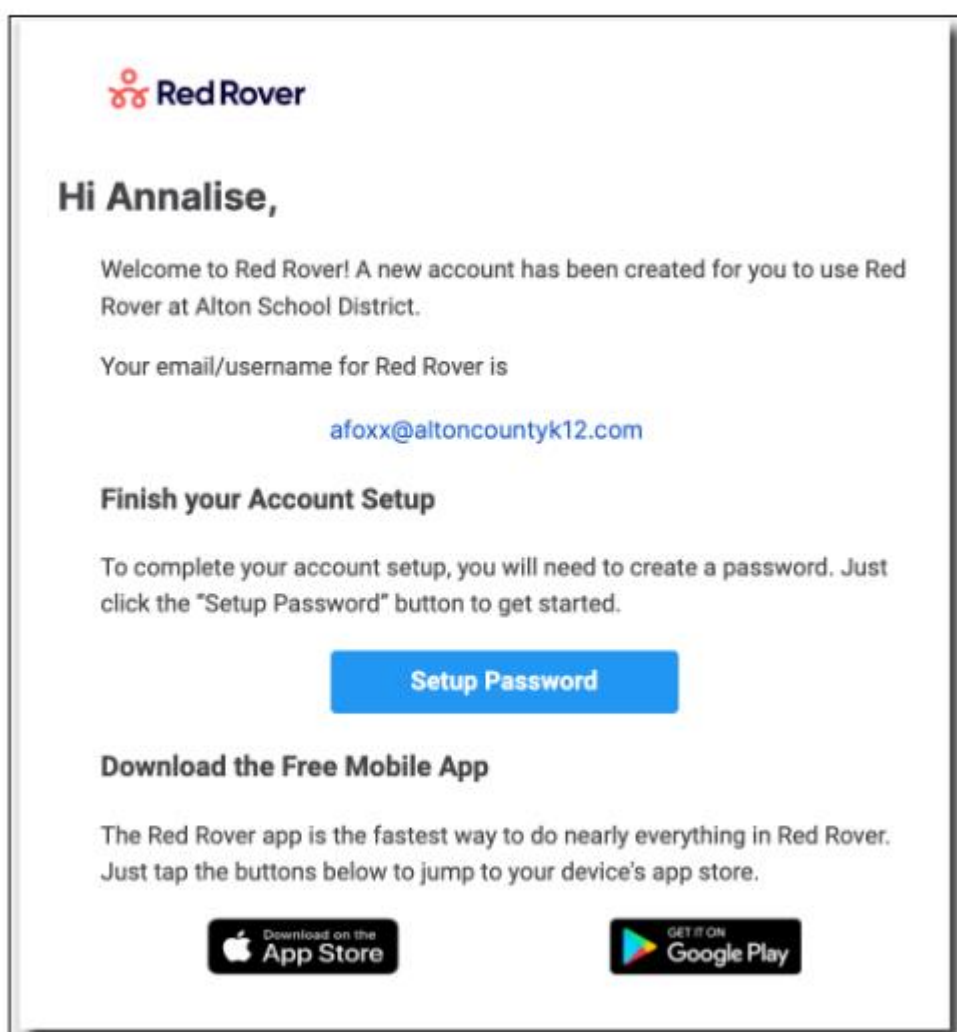 Red Rover
Hi Annalise,
Welcome to Red Rover! A new account has been created for you to use Red
Rover at Alton School District.
Your email/username for Red Rover is
afoxx@altoncountyk12.com
Finish your Account Setup
To complete your account setup, you will need to create a password. Just
click the "Setup Password" button to get started.
Setup Password
Download the Free Mobile App
The Red Rover app is the fastest way to do nearly everything in Red Rover.
Just tap the buttons below to jump to your device's app store.
Download on the
App Store
GET IT ON
Google Play